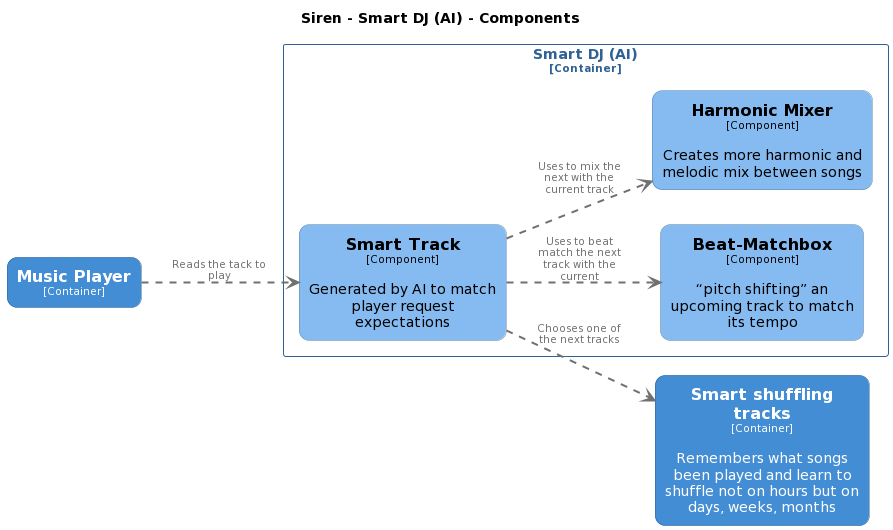 Siren - Smart DJ (AI) - Components
Smart DJ (AI)
[Container]
Harmonic Mixer
[Component]
Creates more harmonic and
melodic mix between songs
Uses to mix the
next with the
current track
Smart Track
[Component]
Generated by AI to match
player request
expectations
Uses to beat
match the next
track with the
current
Beat-Matchbox
[Component]
“pitch shifting” an
upcoming track to match
its tempo
Music Player
[Container]
Reads the tack to
play
Chooses one of
the next tracks
Smart shuffling
tracks
[Container]
Remembers what songs
been played and learn to
shuffle not on hours but on
days, weeks, months